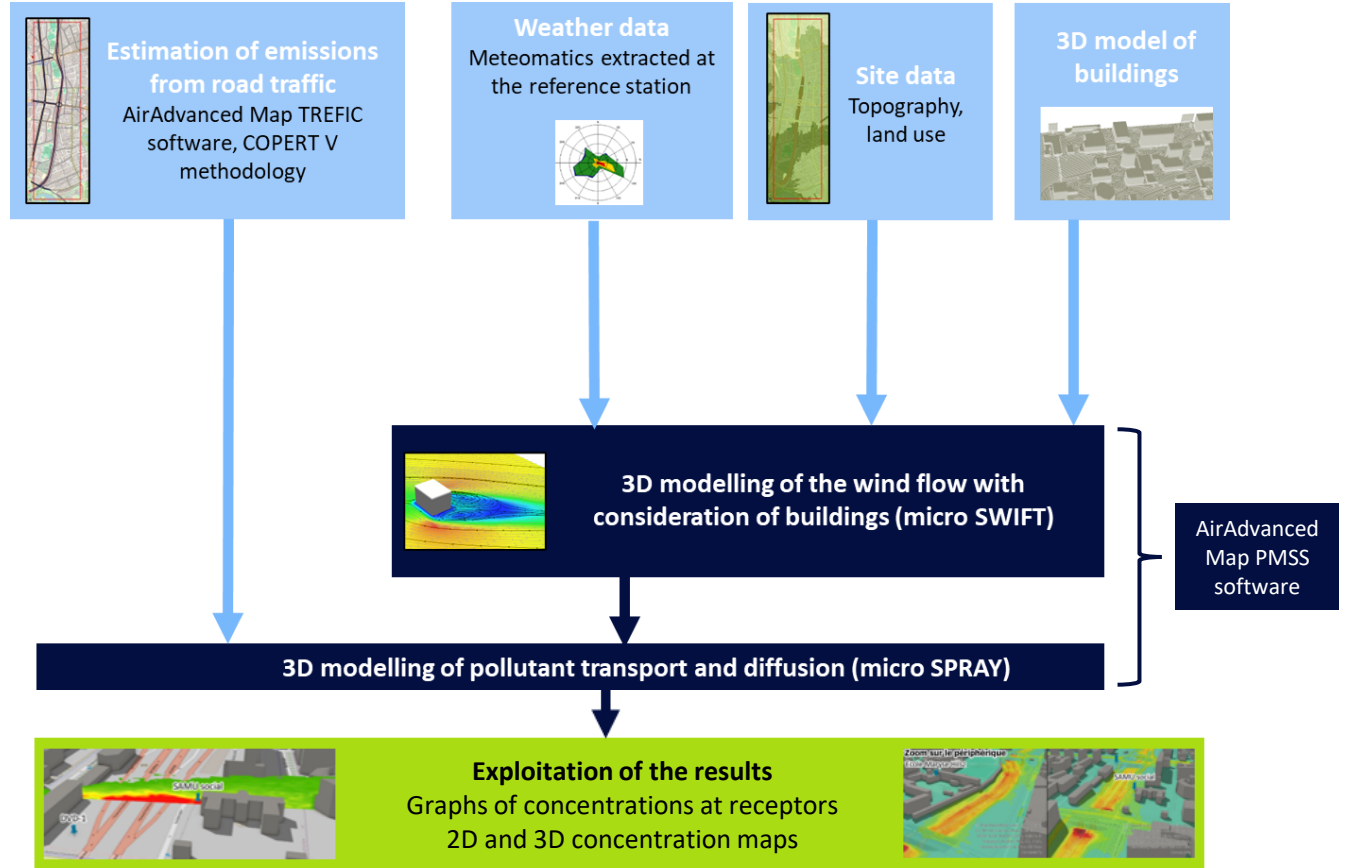 Estimation of emissions
from road traffic
AirAdvanced Map TREFIC
software, COPERT V
methodology
Weather data
Meteomatics extracted at
the reference station
Site data
Topography,
land use
3D model of
buildings
3D modelling of the wind flow with
consideration of buildings (micro SWIFT)
AirAdvanced
Map PMSS
software
3D modelling of pollutant transport and diffusion (micro SPRAY)
Exploitation of the results
Graphs of concentrations at receptors
2D and 3D concentration maps
SAMU social
DVD-1
Zoom sur le périphérique
SAMU social